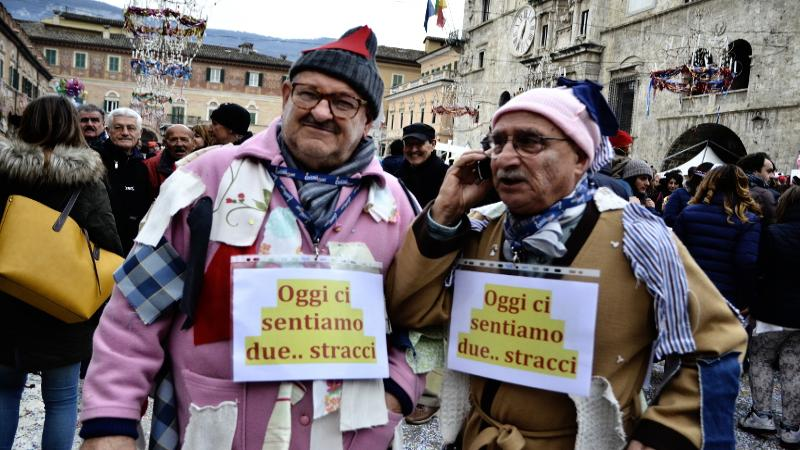 Oggi ci
sentiamo
due.. stracci
Oggi ci
sentiamo
due.. stracci